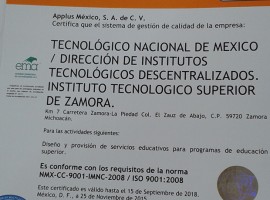 Applus México, S. A. de C. V.
Certifica que el sistema de gestión de calidad de la empresa:
TECNOLÓGICO NACIONAL DE MEXICO
/ DIRECCIÓN DE INSTITUTOS
TECNOLÓGICOS DESCENTRALIZADOS.
INSTITUTO TECNOLOGICO SUPERIOR
DE ZAMORA.
Km 7 Carretera Zamora-La Piedad Col, El Zauz de Abajo, C.P. 59720 Zamora
Michoacán.
Para las actividades siguientes:
Diseño y provisión de servicios educativos para programas de educación
superior.
Es conforme con los requisitos de la norma
NMX-CC-9001-IMNC-2008 / ISO 9001:2008
Este certificado es válido hasta el 15 de Septiembre de 2018.
México, D. F., a 25 de Noviembre de 2015
ema